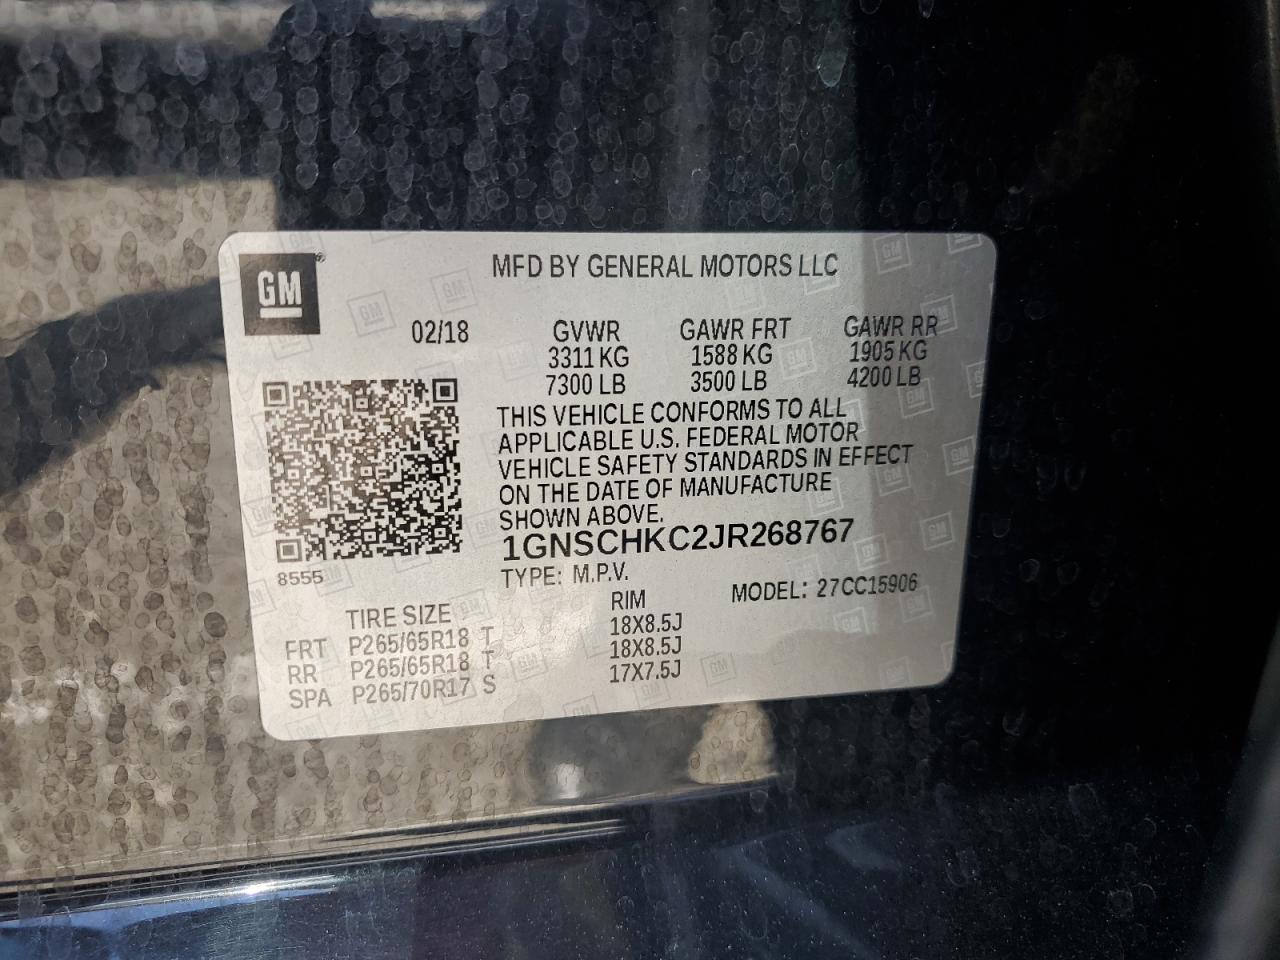 GM
MFD BY GENERAL MOTORS LLC
02/18 GVWR GAWR FRT GAWR RR
3311 KG 1588 KG 1905 KG
7300 LB 3500 LB 4200 LB
THIS VEHICLE CONFORMS TO ALL
APPLICABLE U.S. FEDERAL MOTOR
VEHICLE SAFETY STANDARDS IN EFFECT
ON THE DATE OF MANUFACTURE
SHOWN ABOVE.
1GNSCHKC2JR268767
8555
TYPE: M.P.V. MODEL: 27CC15906
TIRE SIZE RIM
FRT P265/65R18 T 18X8.5J
RR P265/65R18 T 18X8.5J
SPA P265/70R17 S 17X7.5J